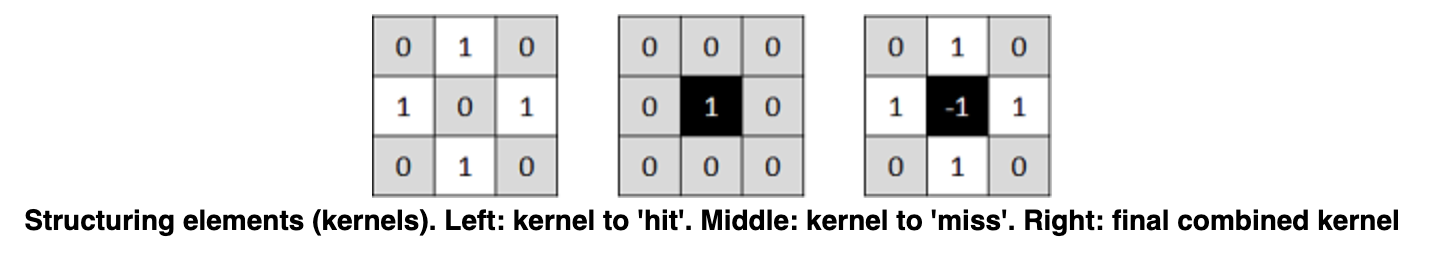 0 1 0 0 0 0 0 1 0
1 0 1 0 1 0 1 -1 1
0 1 0 0 0 0 0 1 0
Structuring elements (kernels). Left: kernel to 'hit'. Middle: kernel to 'miss'. Right: final combined kernel